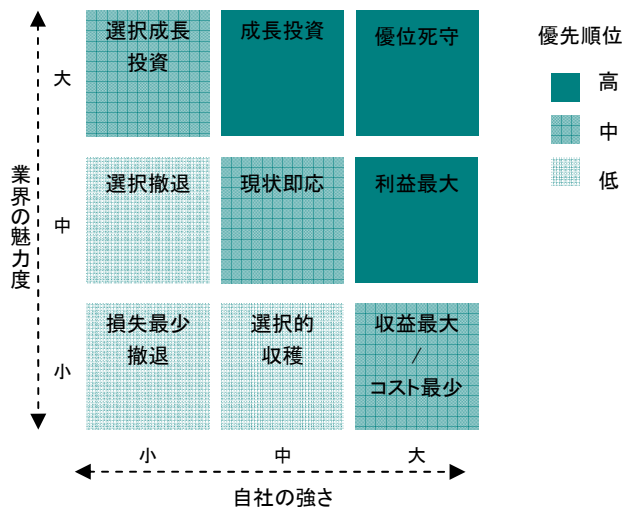 選択成長
投資
成長投資
優位死守
優先順位
高
中
低
大
業界の魅力度
選択撤退
現状即応
利益最大
中
損失最少
撤退
選択的
収穫
収益最大
/
コスト最少
小
小
中
大
自社の強さ